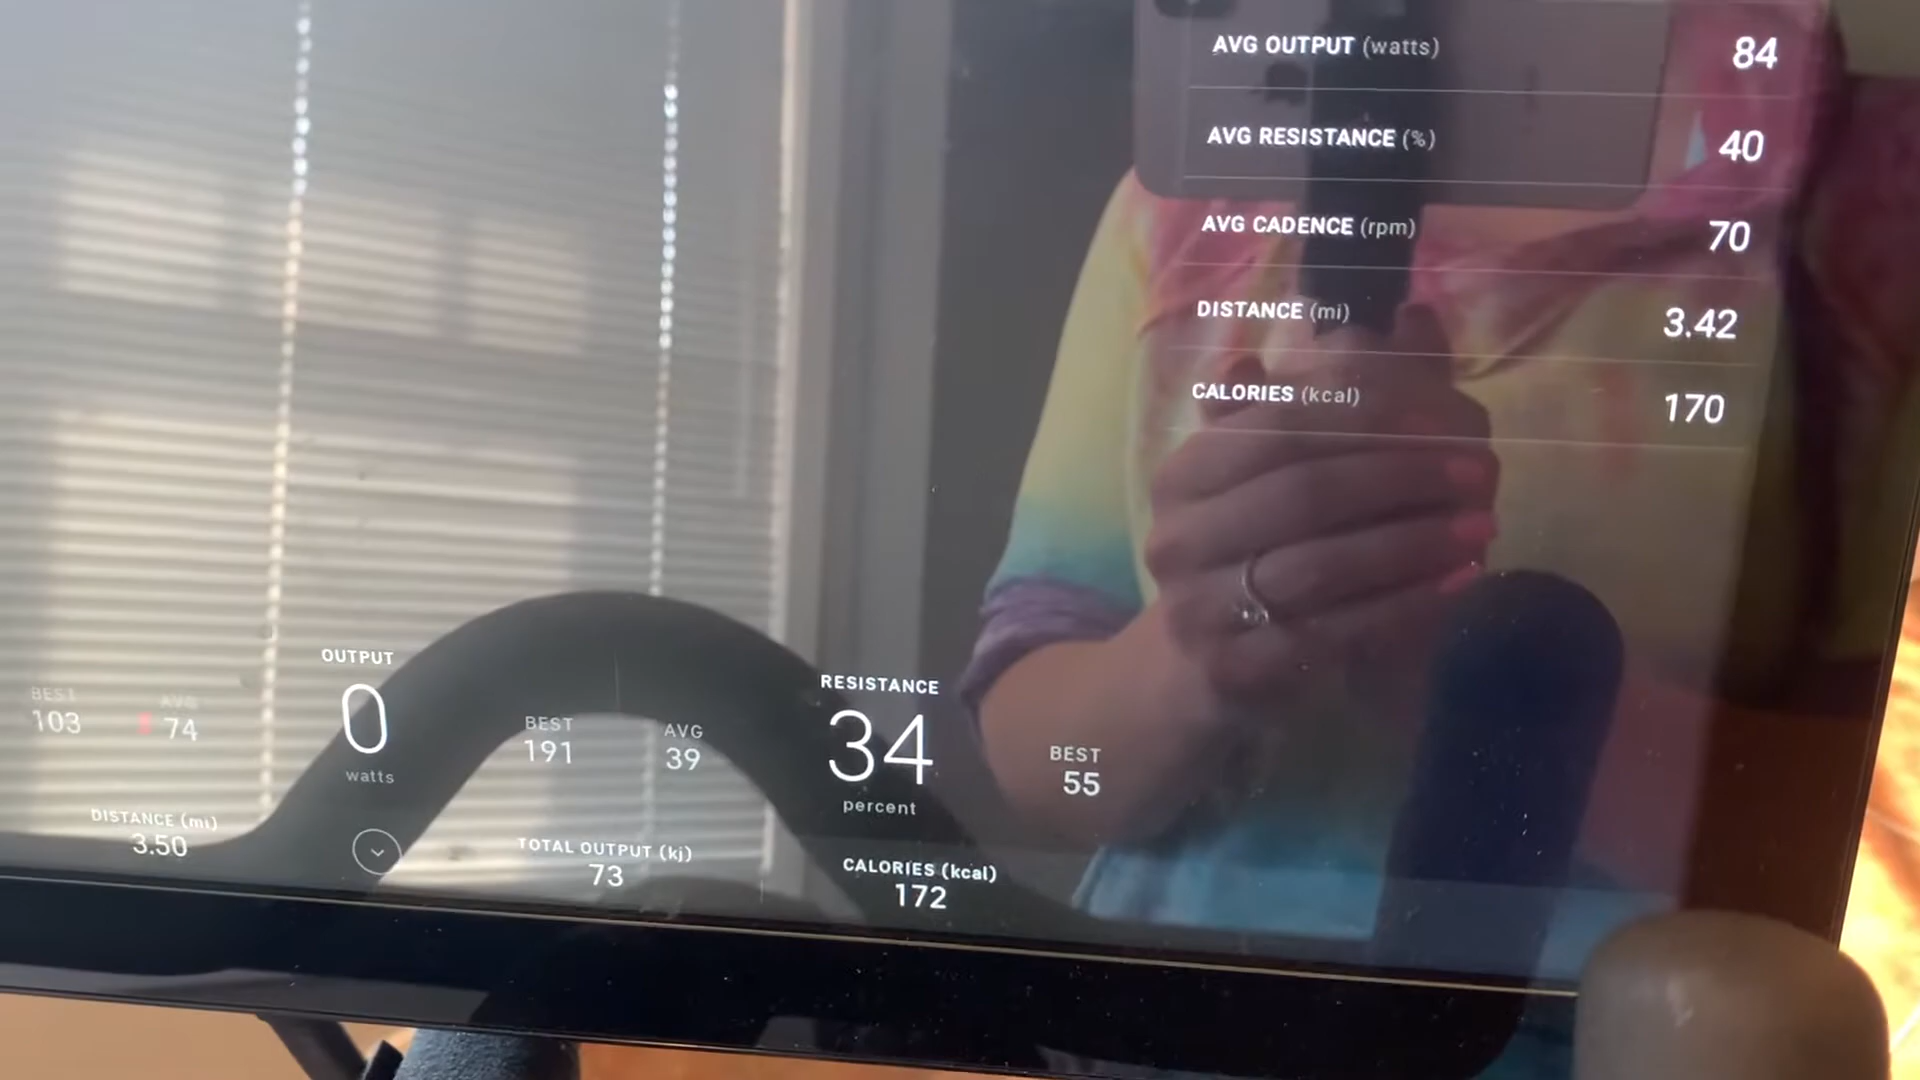 AVG OUTPUT (watts) 84
AVG RESISTANCE (%) 40
AVG CADENCE (rpm) 70
DISTANCE (mi) 3.42
CALORIES (kcal) 170
OUTPUT
RESISTANCE
BEST AVG
103 74
0
BEST AVG
191 39
34
BEST
55
watts
percent
DISTANCE (mi)
3.50
TOTAL OUTPUT (kj)
73
CALORIES (kcal)
172